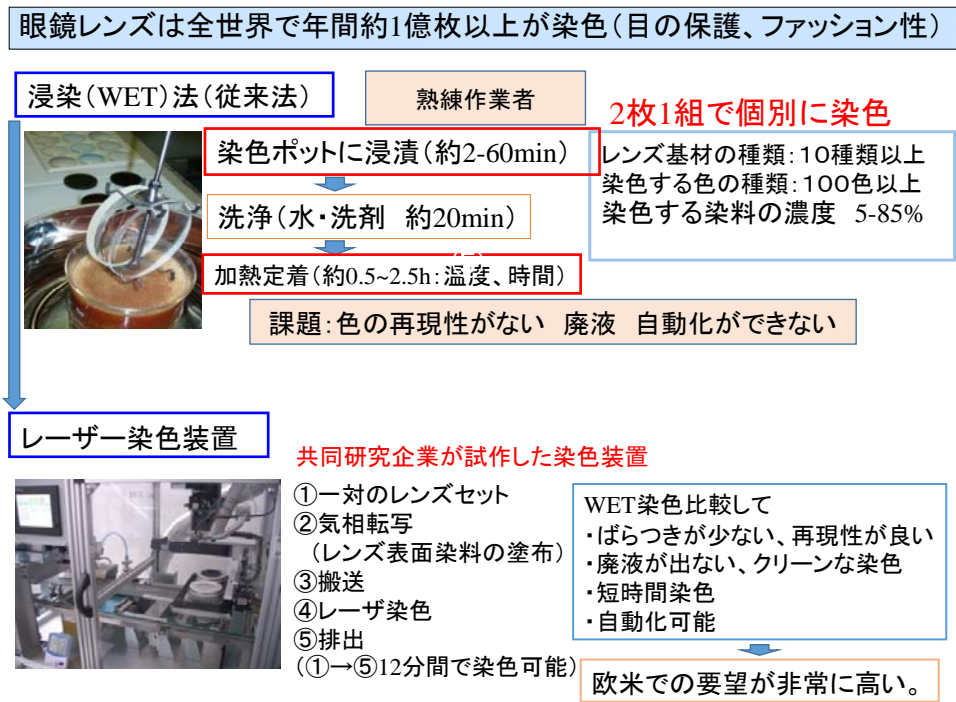 眼鏡レンズは全世界で年間約1億枚以上が染色（目の保護、ファッション性）
浸染（WET）法（従来法）
熟練作業者
2枚1組で個別に染色
染色ポットに浸漬（約2-60min）
洗浄（水・洗剤　約20min）
加熱定着（約0.5~2.5h：温度、時間）
レンズ基材の種類：１０種類以上
染色する色の種類：１００色以上
染色する染料の濃度　5-85%
課題：色の再現性がない　廃液　自動化ができない
レーザー染色装置
共同研究企業が試作した染色装置
①一対のレンズセット
②気相転写
（レンズ表面染料の塗布）
③搬送
④レーザ染色
⑤排出
（①→⑤12分間で染色可能）
WET染色比較して
・ばらつきが少ない、再現性が良い
・廃液が出ない、クリーンな染色
・短時間染色
・自動化可能
欧米での要望が非常に高い。